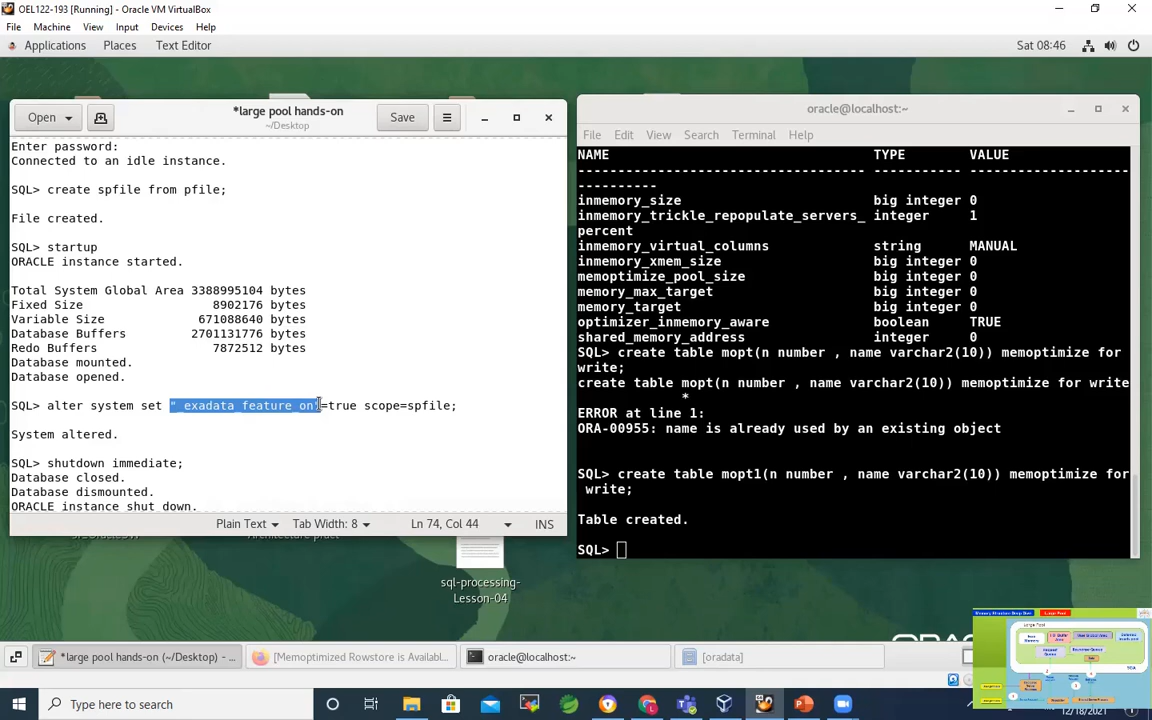 OEL122-193 [Running] - Oracle VM VirtualBox
File Machine View Input Devices Help
Applications Places Text Editor Sat 08:46
Open *large pool hands-on Save
~/Desktop
Enter password:
Connected to an idle instance.
SQL> create spfile from pfile;
File created.
SQL> startup
ORACLE instance started.
Total System Global Area 3388995104 bytes
Fixed Size 8902176 bytes
Variable Size 671088640 bytes
Database Buffers 2701131776 bytes
Redo Buffers 7872512 bytes
Database mounted.
Database opened.
SQL> alter system set "_exadata_feature_on"=true scope=spfile;
System altered.
SQL> shutdown immediate;
Database closed.
Database dismounted.
ORACLE instance shut down.
Plain Text Tab Width: 8 Ln 74, Col 44 INS
oracle@localhost:~
File Edit View Search Terminal Help
NAME TYPE VALUE
------------------------------------ ----------- --------------------
----------
inmemory_size big integer 0
inmemory_trickle_repopulate_servers_ integer 1
percent
inmemory_virtual_columns string MANUAL
inmemory_xmem_size big integer 0
memoptimize_pool_size big integer 0
memory_max_target big integer 0
memory_target big integer 0
optimizer_inmemory_aware boolean TRUE
shared_memory_address integer 0
SQL> create table mopt(n number , name varchar2(10)) memoptimize for
write;
create table mopt(n number , name varchar2(10)) memoptimize for write
*
ERROR at line 1:
ORA-00955: name is already used by an existing object
SQL> create table mopt1(n number , name varchar2(10)) memoptimize for
write;
Table created.
SQL>
sql-processing-
Lesson-04
Large Pool
*large pool hands-on (~/Desktop) - ... [Memoptimized Rowstore is Availabl... oracle@localhost:~ [oradata]
Type here to search
12/18/2021